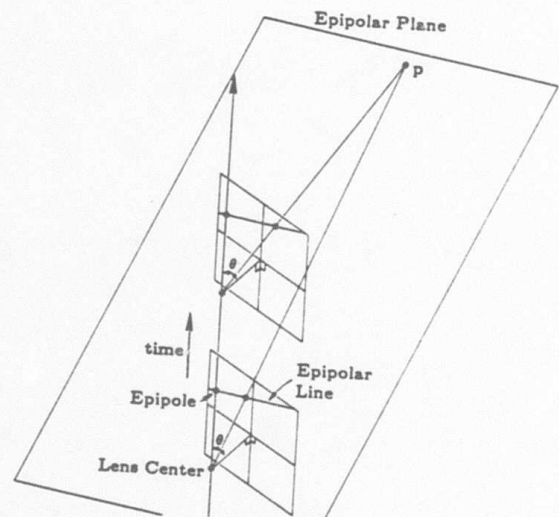 Epipolar Plane
P
θ
time
Epipolar
Line
Epipole
θ
Lens Center